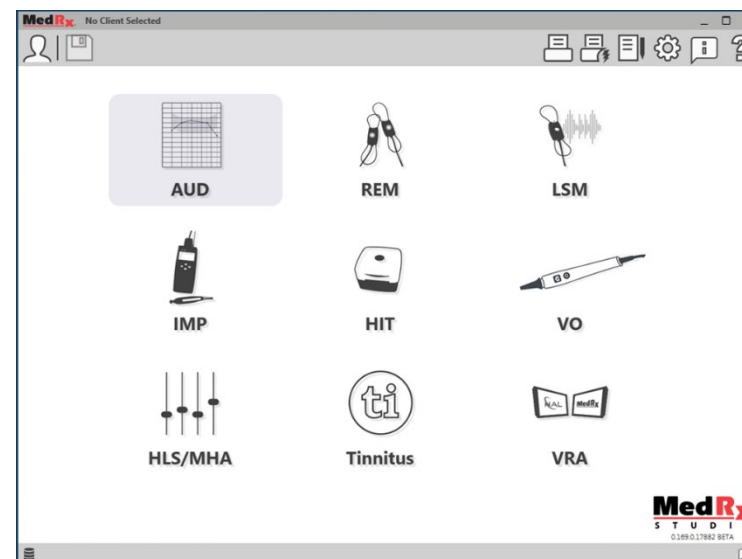 MedRx No Client Selected
AUD REM LSM
IMP HIT VO
ti
NAL MedRx
HLS/MHA Tinnitus VRA
MedRx
STUDI
0.169.0.17882 BETA